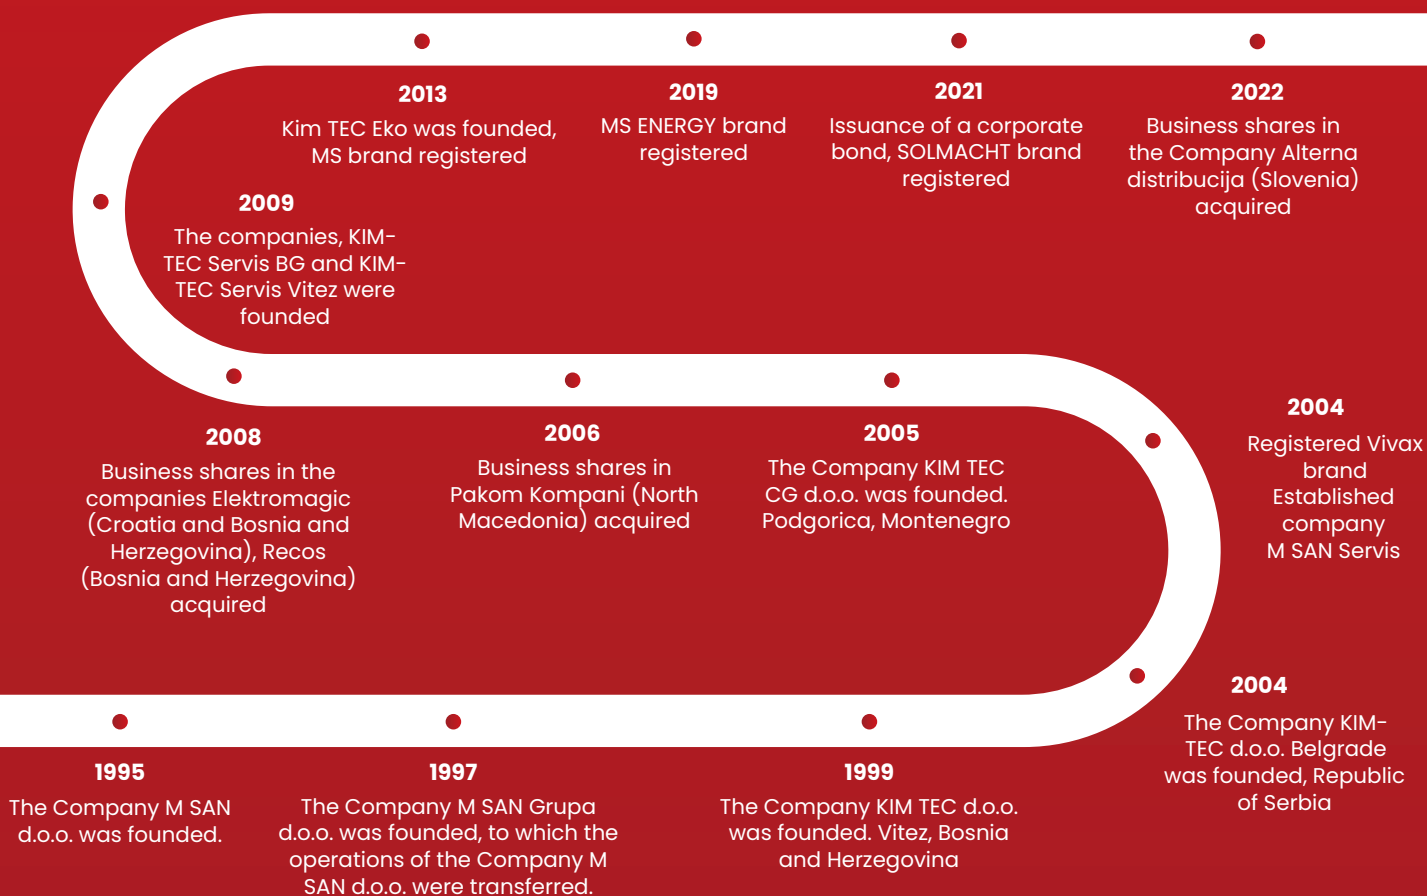 2013
Kim TEC Eko was founded,
MS brand registered
2019
MS ENERGY brand
registered
2021
Issuance of a corporate
bond, SOLMACHT brand
registered
2022
Business shares in
the Company Alterna
distribucija (Slovenia)
acquired
2009
The companies, KIM-
TEC Servis BG and KIM-
TEC Servis Vitez were
founded
2008
Business shares in the
companies Elektromagic
(Croatia and Bosnia and
Herzegovina), Recos
(Bosnia and Herzegovina)
acquired
2006
Business shares in
Pakom Kompani (North
Macedonia) acquired
2005
The Company KIM TEC
CG d.o.o. was founded.
Podgorica, Montenegro
2004
Registered Vivax
brand
Established
company
M SAN Servis
2004
The Company KIM-
TEC d.o.o. Belgrade
was founded, Republic
of Serbia
1995
The Company M SAN
d.o.o. was founded.
1997
The Company M SAN Grupa
d.o.o. was founded, to which the
operations of the Company M
SAN d.o.o. were transferred.
1999
The Company KIM TEC d.o.o.
was founded. Vitez, Bosnia
and Herzegovina